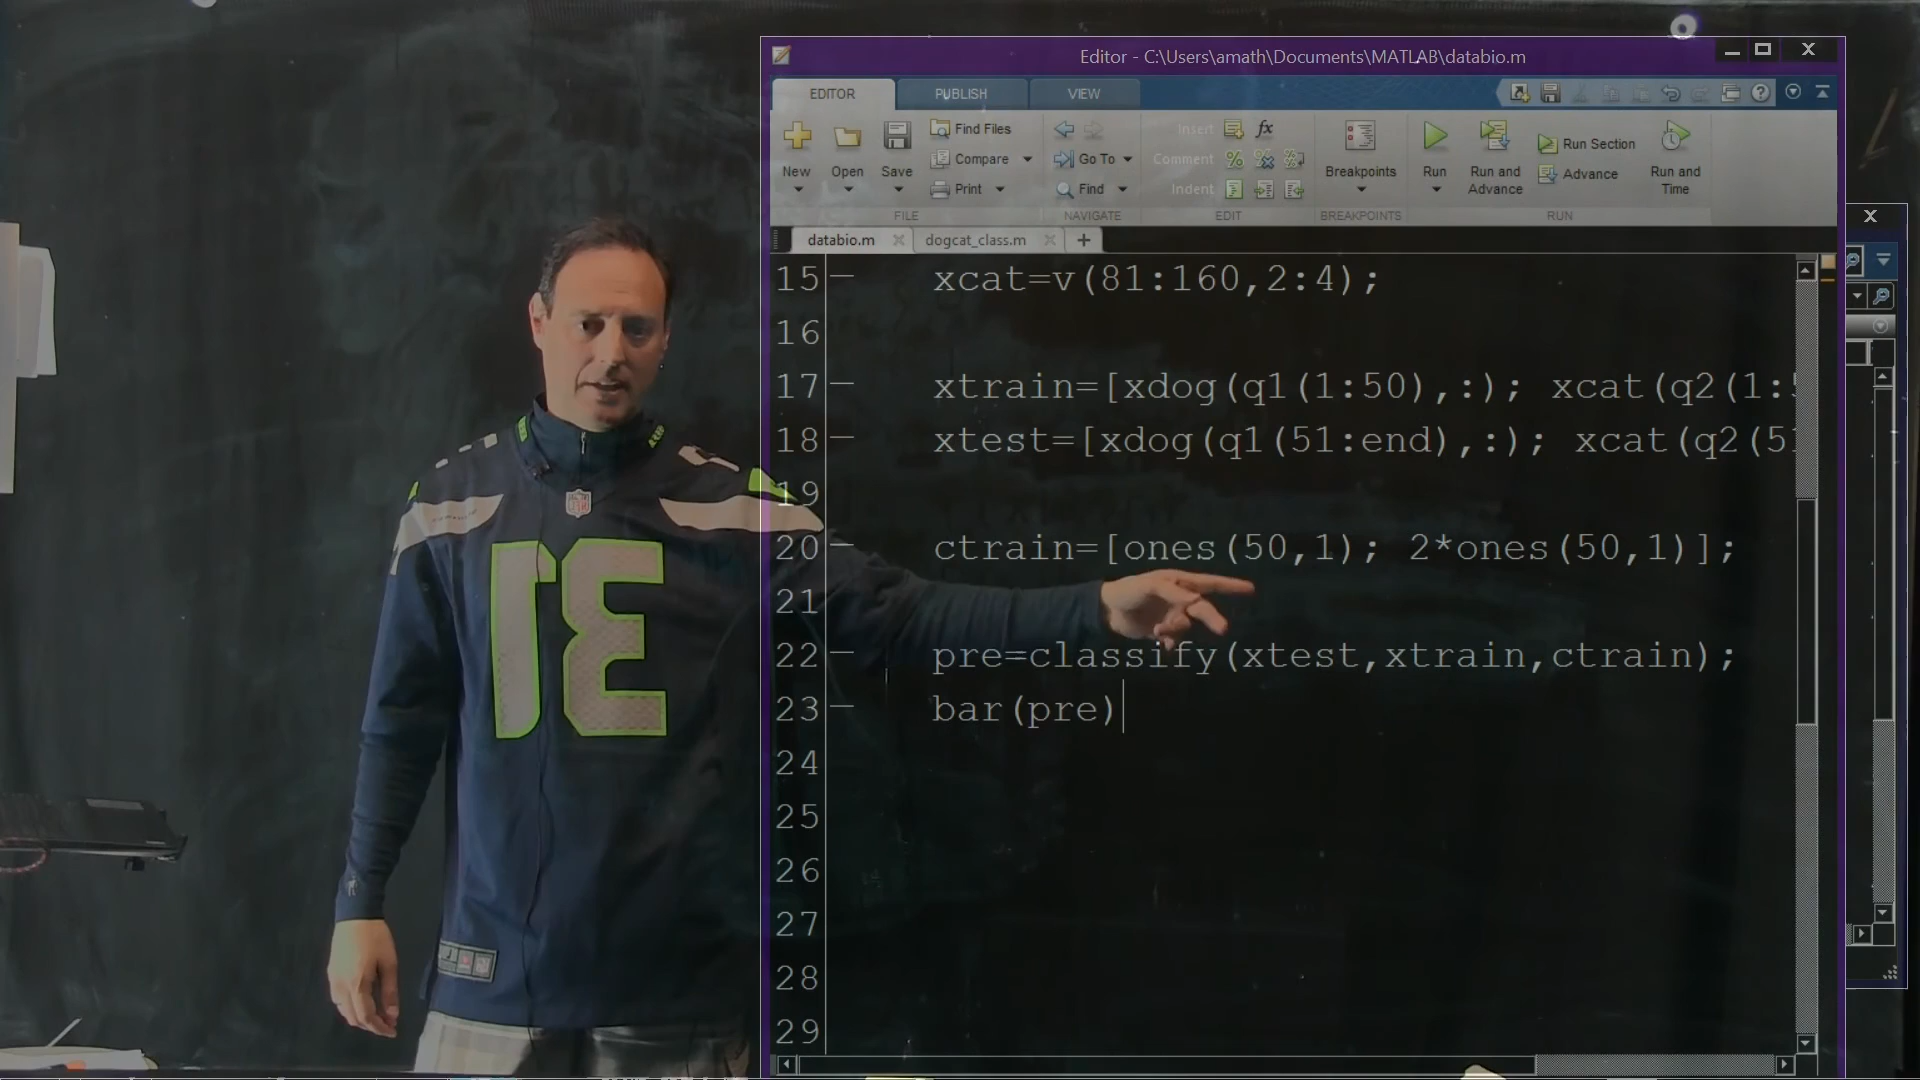 Editor - C:\Users\amath\Documents\MATLAB\databio.m
EDITOR PUBLISH VIEW
New Open Save
Find Files
Compare
Print
FILE
Go To
Find
NAVIGATE
Insert fx
Comment
Indent
EDIT
Breakpoints
BREAKPOINTS
Run
Run and Advance
Run Section
Advance
Run and Time
RUN
databio.m dogcat_class.m +
15 xcat=v(81:160,2:4);
16
17 xtrain=[xdog(q1(1:50),:); xcat(q2(1:5
18 xtest=[xdog(q1(51:end),:); xcat(q2(51
19
20 ctrain=[ones(50,1); 2*ones(50,1)];
21
22 pre=classify(xtest,xtrain,ctrain);
23 bar(pre)
24
25
26
27
28
29